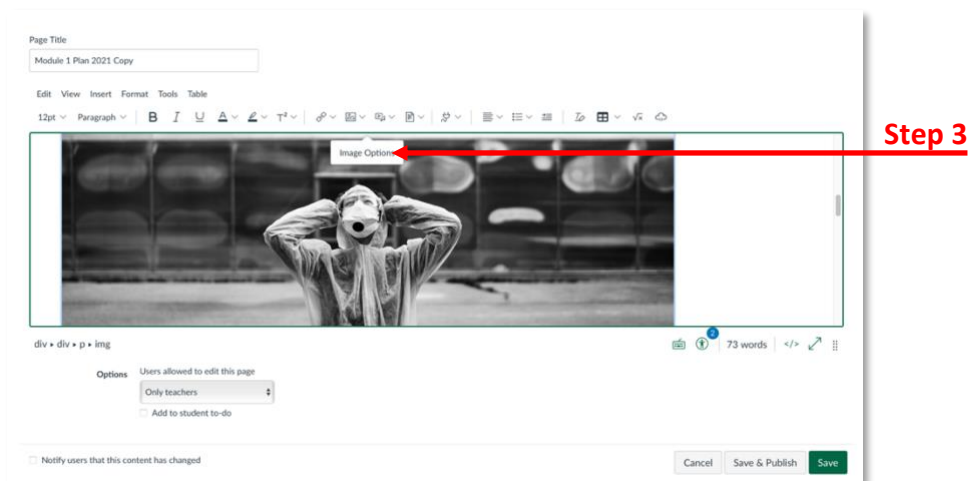 Page Title
Module 1 Plan 2021 Copy
Edit View Insert Format Tools Table
12pt Paragraph B I U A T²
Image Options
Step 3
div ▸ div ▸ p ▸ img
2
73 words </>
Options Users allowed to edit this page
Only teachers
Add to student to-do
Notify users that this content has changed
Cancel Save & Publish Save